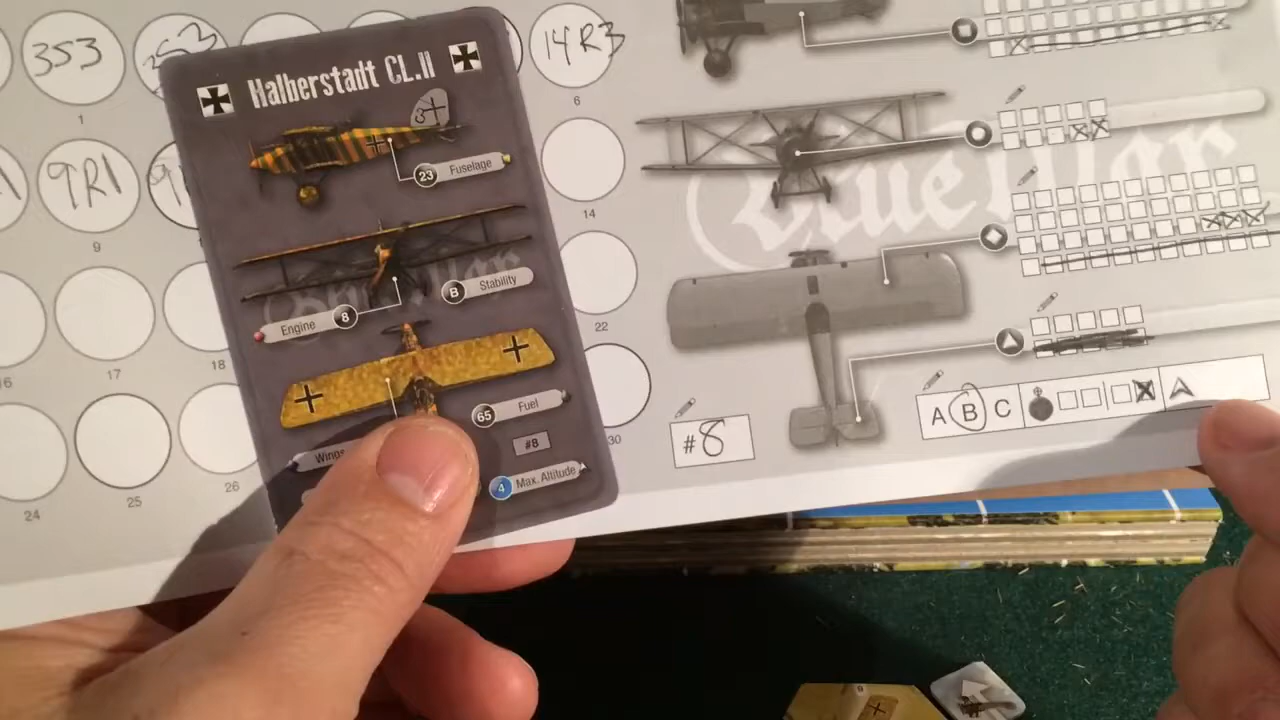 353
14R3
1
6
9R1
9
14
17
18
22
24
25
26
30
Halberstadt CL.II
3
23 Fuselage
Engine 8
B Stability
65 Fuel
Wings
#8
4 Max. Altitude
#8
A B C